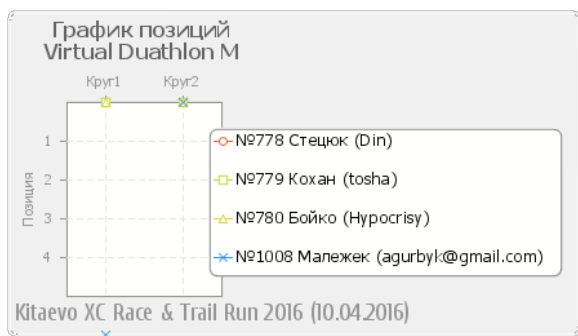 График позиций
Virtual Duathlon M
Круг1 Круг2
Позиция
1
2
3
4
№778 Стецюк (Din)
№779 Кохан (tosha)
№780 Бойко (Hypocrisy)
№1008 Малежек (agurbyk@gmail.com)
Kitaevo XC Race & Trail Run 2016 (10.04.2016)